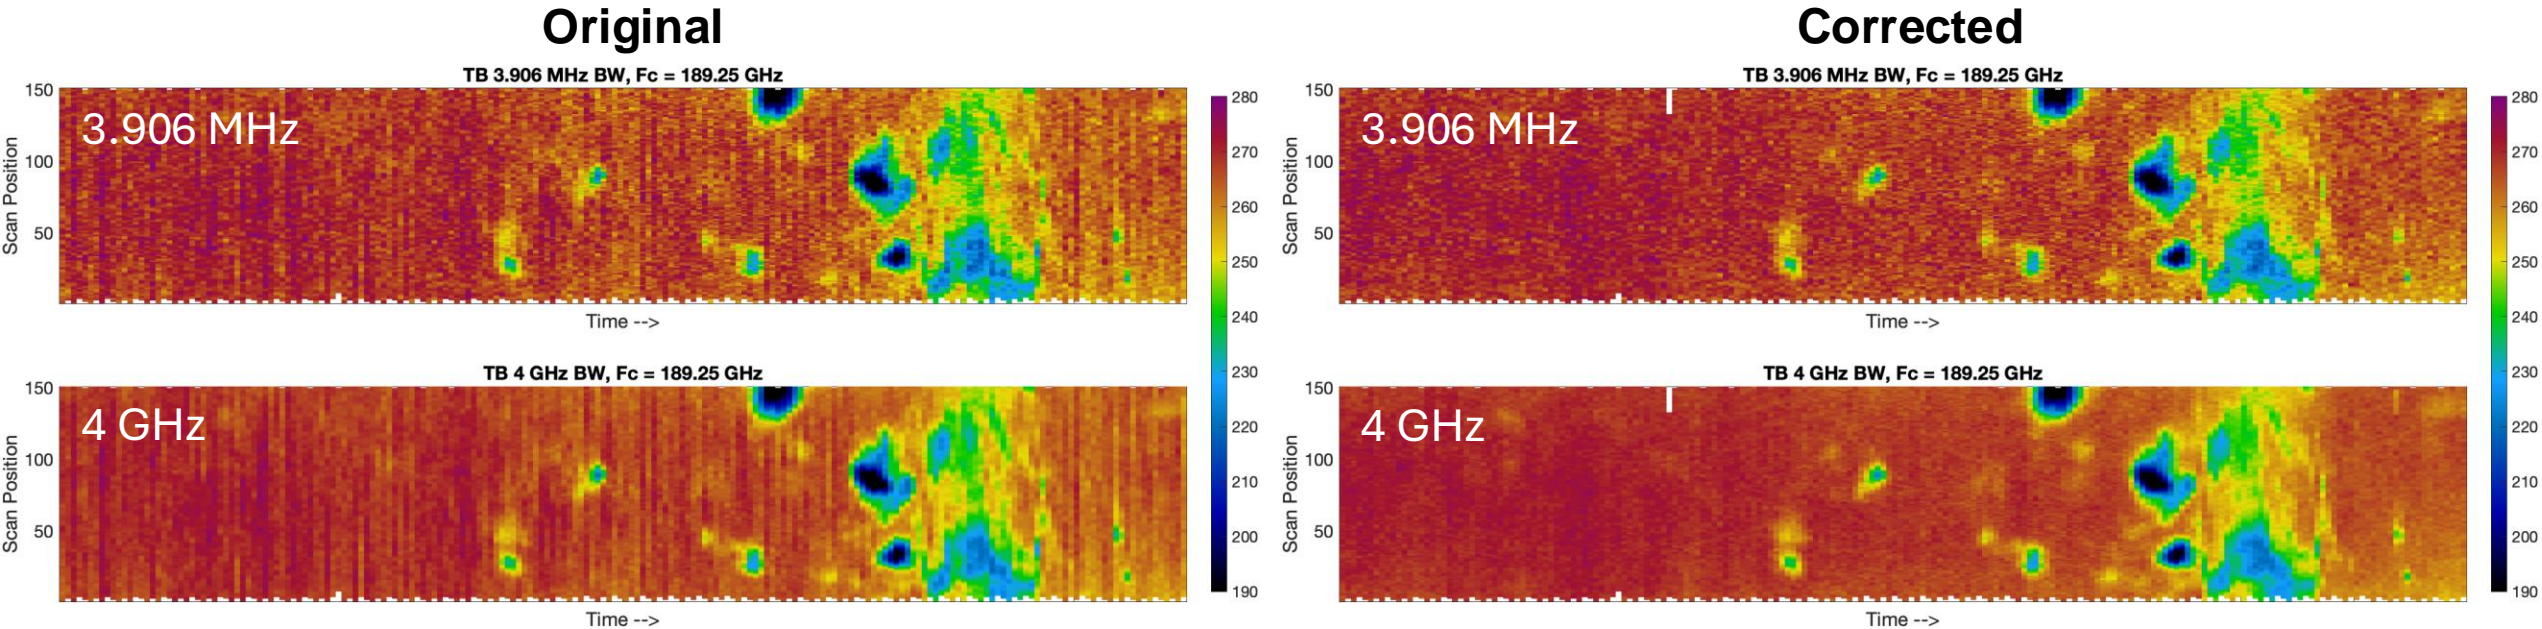 Original
Corrected
TB 3.906 MHz BW, Fc = 189.25 GHz
3.906 MHz
150
100
50
Scan Position
Time -->
280
270
260
250
240
230
220
210
200
190
TB 4 GHz BW, Fc = 189.25 GHz
4 GHz
150
100
50
Scan Position
Time -->
TB 3.906 MHz BW, Fc = 189.25 GHz
3.906 MHz
150
100
50
Scan Position
Time -->
280
270
260
250
240
230
220
210
200
190
TB 4 GHz BW, Fc = 189.25 GHz
4 GHz
150
100
50
Scan Position
Time -->